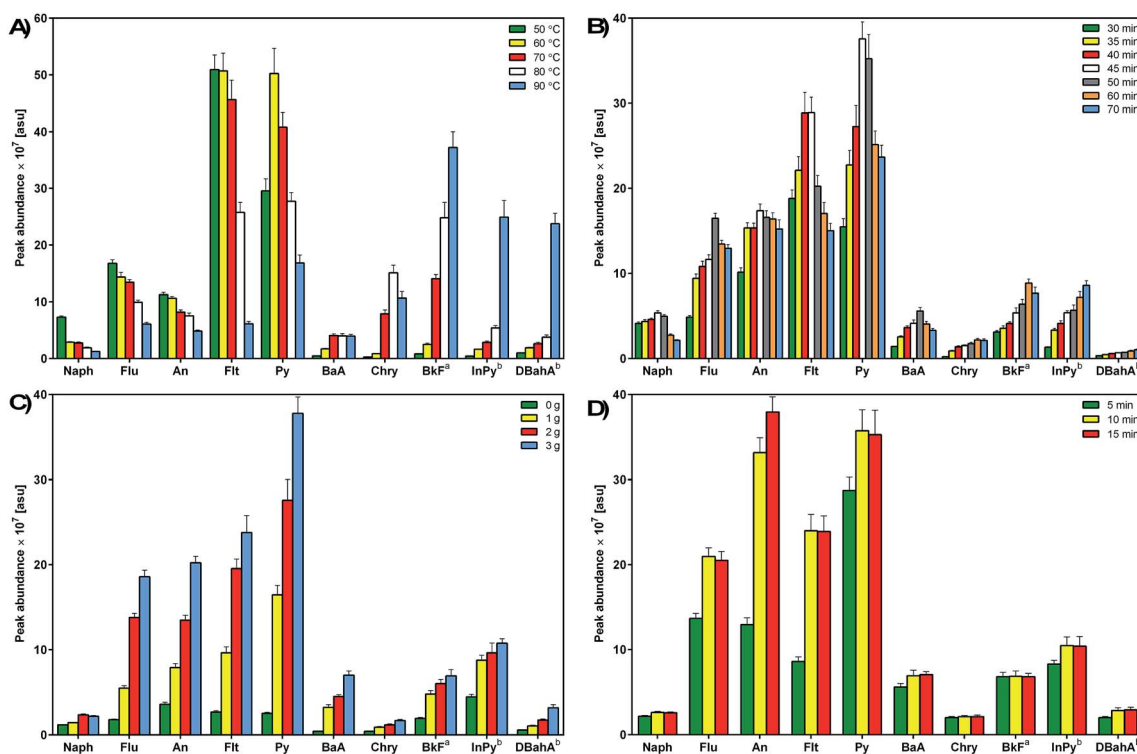 A)
60
50
40
30
20
10
0
Peak abundance × 10⁷ [asu]
50 °C
60 °C
70 °C
80 °C
90 °C
Naph Flu An Flt Py BaA Chry BkFᵃ InPyᵇ DBahAᵇ
B)
40
30
20
10
0
Peak abundance × 10⁷ [asu]
30 min
35 min
40 min
45 min
50 min
60 min
70 min
Naph Flu An Flt Py BaA Chry BkFᵃ InPyᵇ DBahAᵇ
C)
40
30
20
10
0
Peak abundance × 10⁷ [asu]
0 g
1 g
2 g
3 g
Naph Flu An Flt Py BaA Chry BkFᵃ InPyᵇ DBahAᵇ
D)
40
30
20
10
0
Peak abundance × 10⁷ [asu]
5 min
10 min
15 min
Naph Flu An Flt Py BaA Chry BkFᵃ InPyᵇ DBahAᵇ